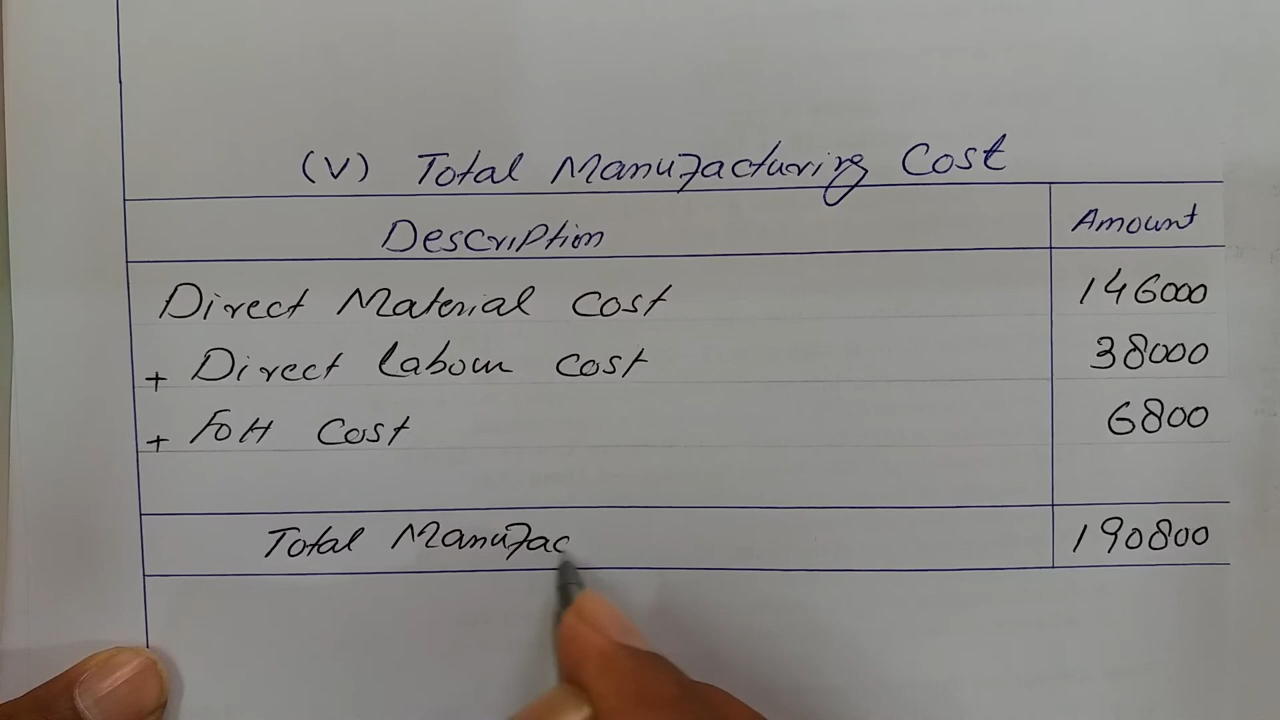 (V) Total Manufacturing Cost
Description Amount
Direct Material Cost 146000
+ Direct labour cost 38000
+ FOH Cost 6800
Total Manufac 190800